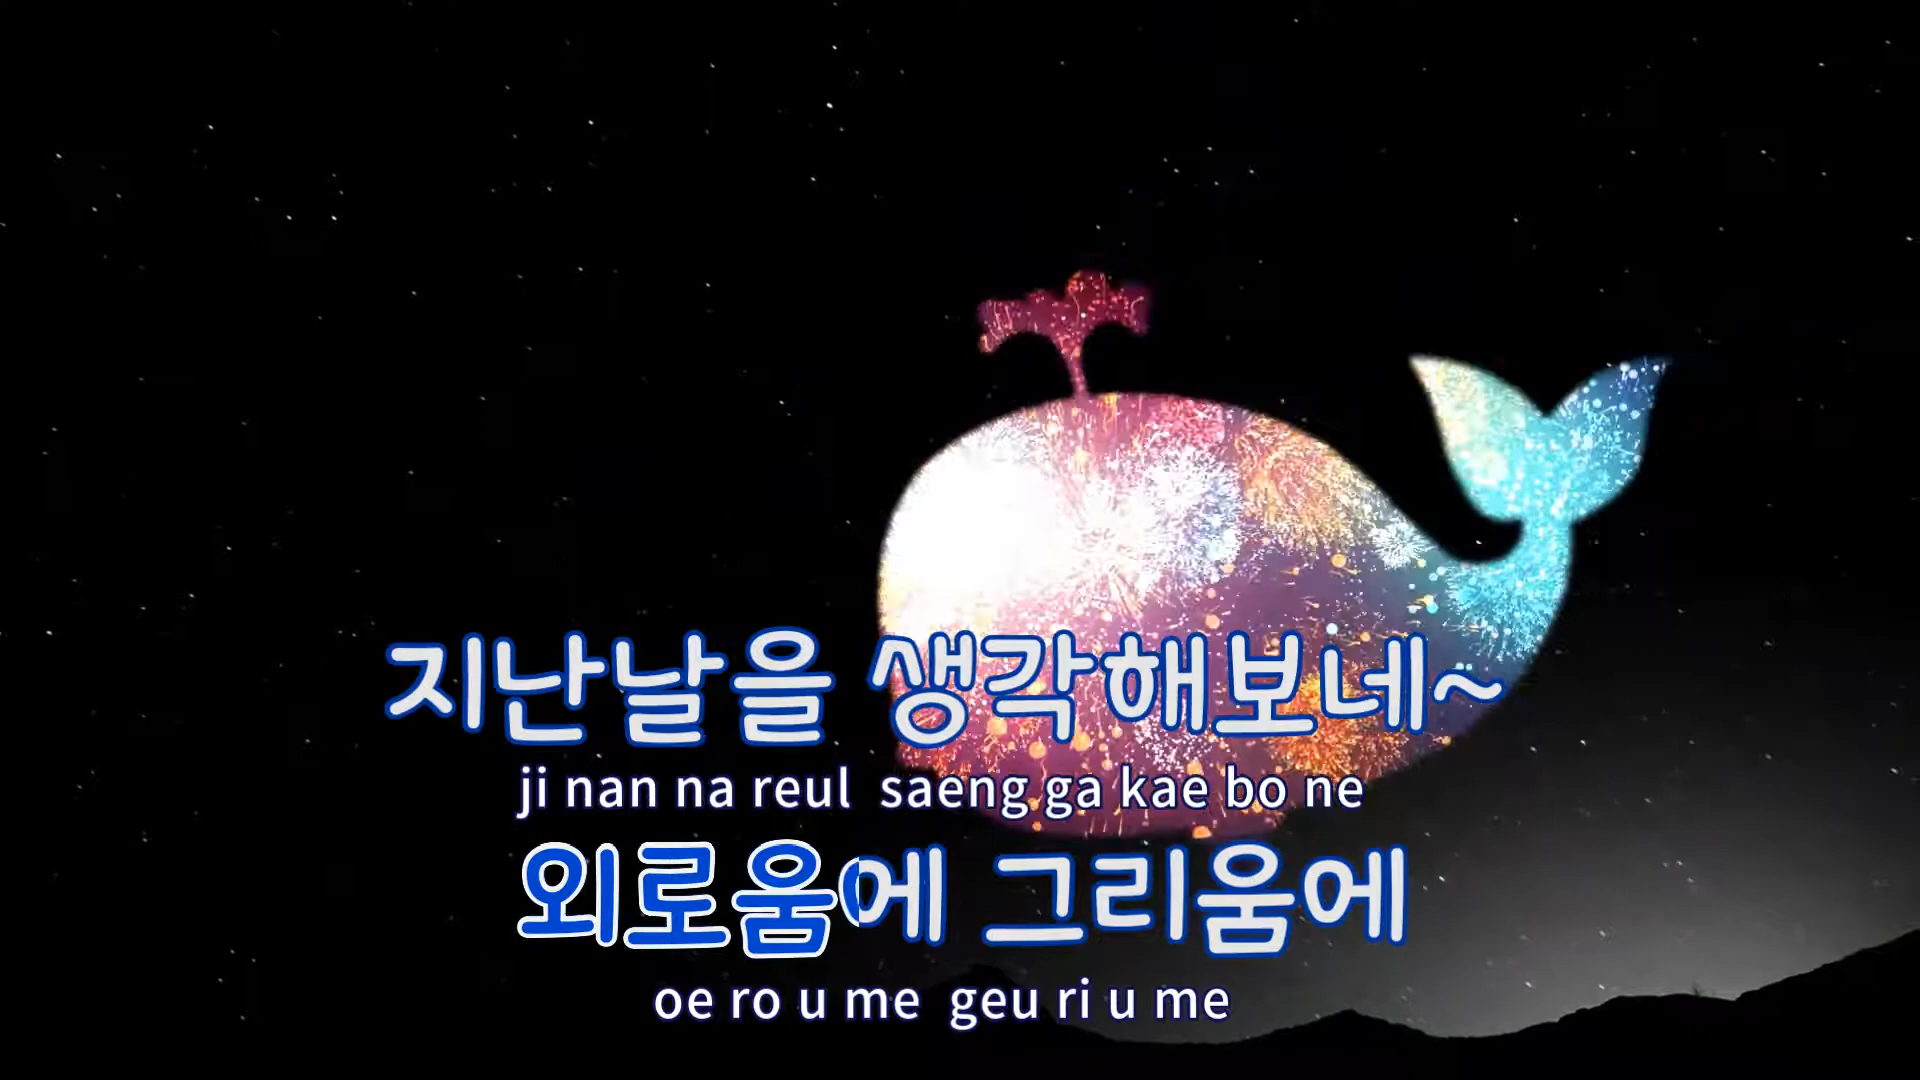 지난날을 생각해보네~
ji nan na reul saeng ga kae bo ne
외로움에 그리움에
oe ro u me geu ri u me